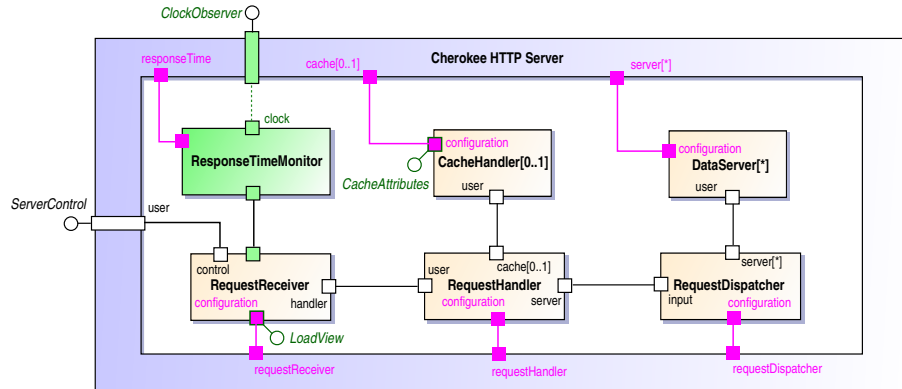 ClockObserver
Cherokee HTTP Server
responseTime
cache[0..1]
server[*]
clock
configuration
configuration
ResponseTimeMonitor
CacheHandler[0..1]
DataServer[*]
CacheAttributes
user
user
ServerControl
user
control
user
cache[0..1]
server[*]
RequestReceiver
RequestHandler
RequestDispatcher
configuration
handler
configuration
server
input
configuration
LoadView
requestReceiver
requestHandler
requestDispatcher